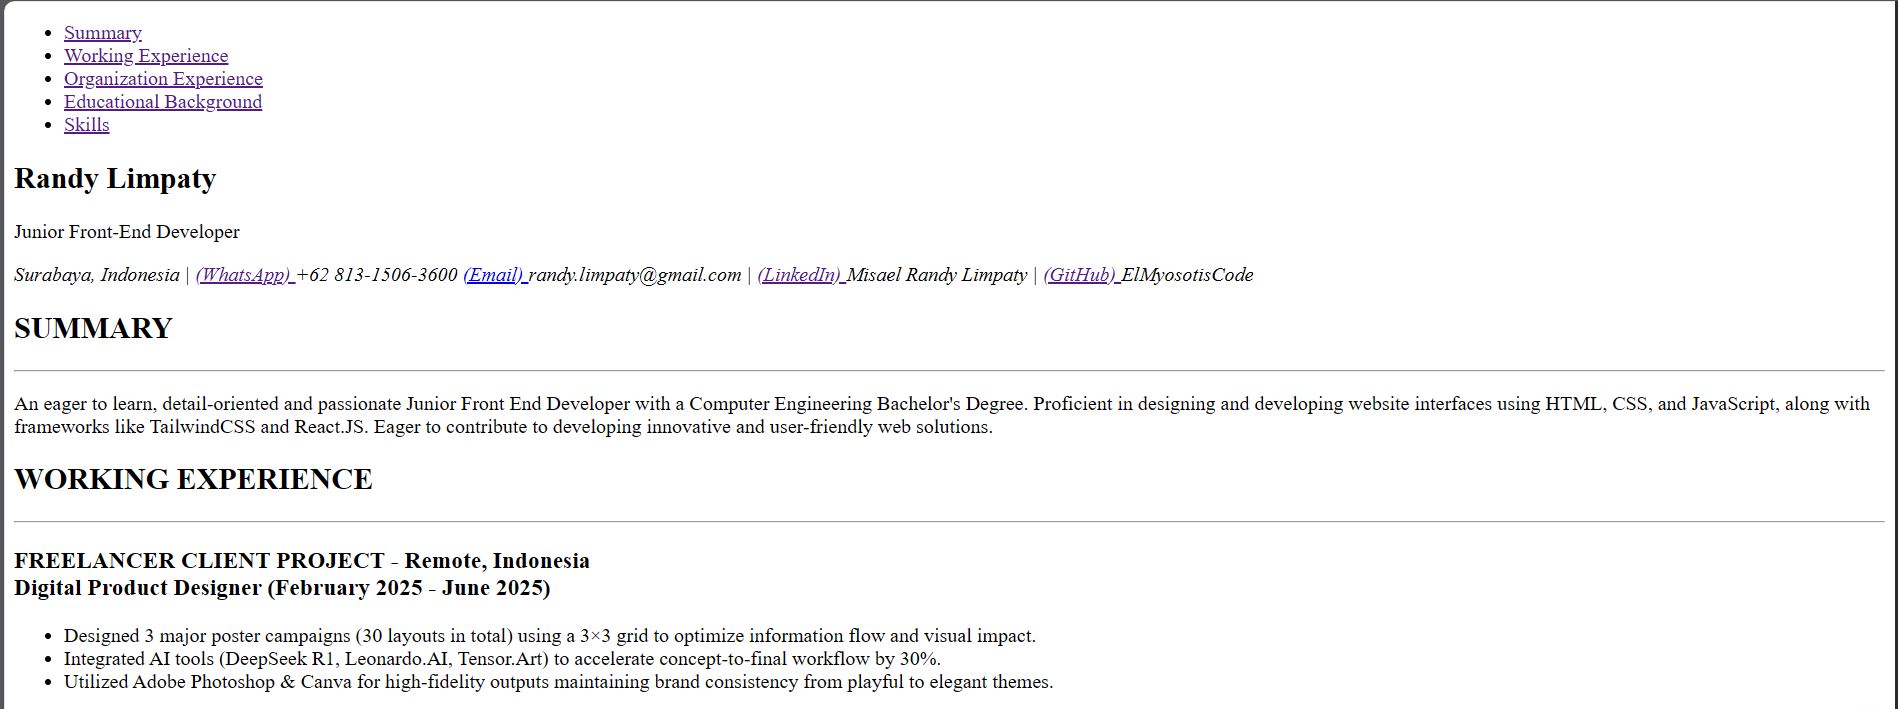 Summary
Working Experience
Organization Experience
Educational Background
Skills
Randy Limpaty
Junior Front-End Developer
Surabaya, Indonesia | (WhatsApp) +62 813-1506-3600 (Email) randy.limpaty@gmail.com | (LinkedIn) Misael Randy Limpaty | (GitHub) ElMyosotisCode
SUMMARY
An eager to learn, detail-oriented and passionate Junior Front End Developer with a Computer Engineering Bachelor's Degree. Proficient in designing and developing website interfaces using HTML, CSS, and JavaScript, along with
frameworks like TailwindCSS and React.JS. Eager to contribute to developing innovative and user-friendly web solutions.
WORKING EXPERIENCE
FREELANCER CLIENT PROJECT - Remote, Indonesia
Digital Product Designer (February 2025 - June 2025)
Designed 3 major poster campaigns (30 layouts in total) using a 3×3 grid to optimize information flow and visual impact.
Integrated AI tools (DeepSeek R1, Leonardo.AI, Tensor.Art) to accelerate concept-to-final workflow by 30%.
Utilized Adobe Photoshop & Canva for high-fidelity outputs maintaining brand consistency from playful to elegant themes.